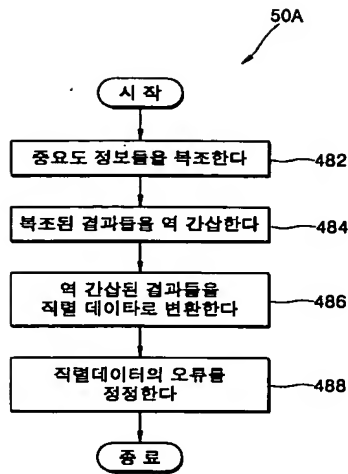 50A
시 작
중요도 정보들을 복조한다
482
복조된 결과들을 역 간삽한다
484
역 간삽된 결과들을
직렬 데이타로 변환한다
486
직렬데이터의 오류를
정정한다
488
종 료